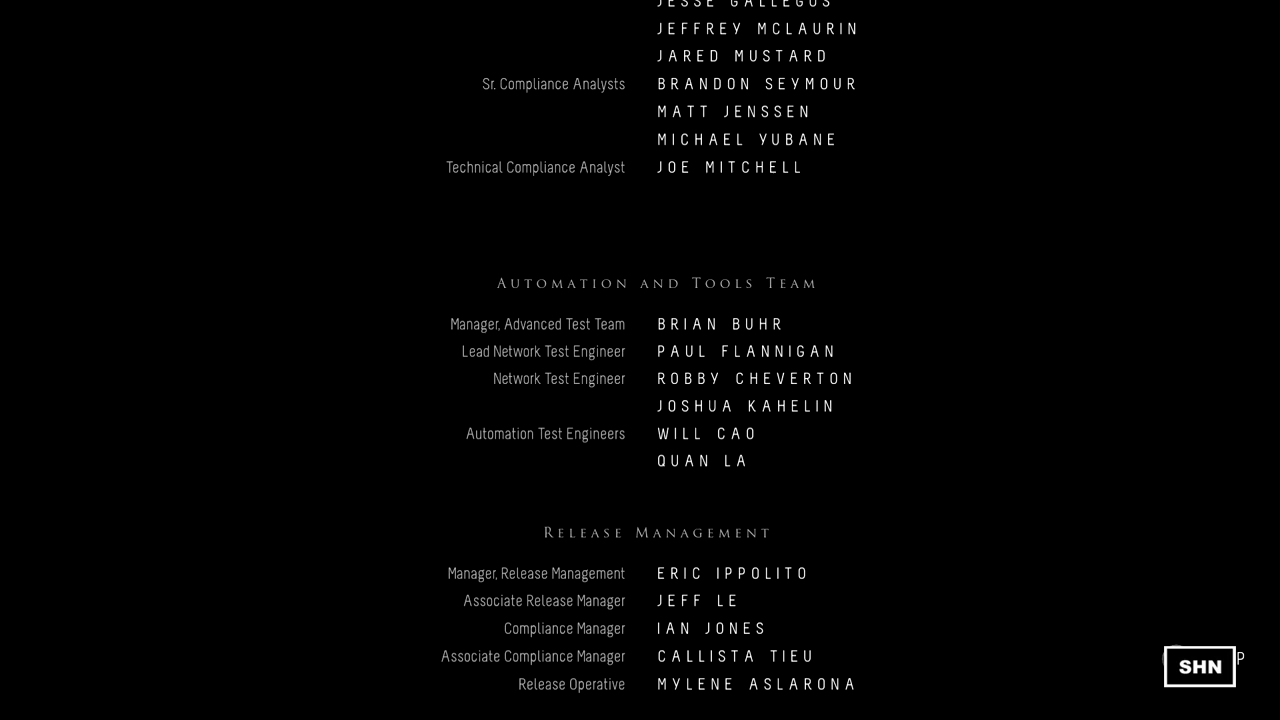 JESSE GALLEGOS
JEFFREY MCLAURIN
JARED MUSTARD
Sr. Compliance Analysts BRANDON SEYMOUR
MATT JENSSEN
MICHAEL YUBANE
Technical Compliance Analyst JOE MITCHELL
AUTOMATION AND TOOLS TEAM
Manager, Advanced Test Team BRIAN BUHR
Lead Network Test Engineer PAUL FLANNIGAN
Network Test Engineer ROBBY CHEVERTON
JOSHUA KAHELIN
Automation Test Engineers WILL CAO
QUAN LA
RELEASE MANAGEMENT
Manager, Release Management ERIC IPPOLITO
Associate Release Manager JEFF LE
Compliance Manager IAN JONES
Associate Compliance Manager CALLISTA TIEU
Release Operative MYLENE ASLARONA
SHN